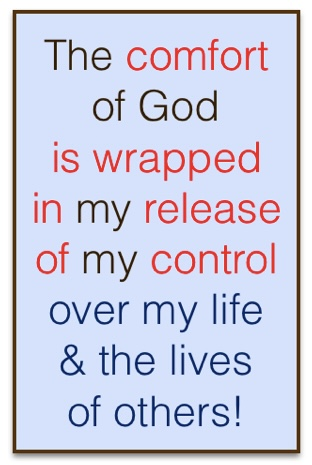 The comfort
of God
is wrapped
in my release
of my control
over my life
& the lives
of others!